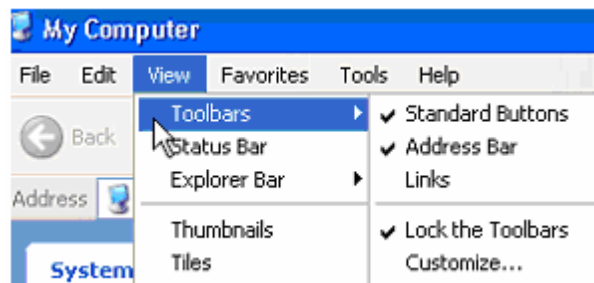 My Computer
File Edit View Favorites Tools Help
Back
Address
System
Toolbars
Status Bar
Explorer Bar
Thumbnails
Tiles
Standard Buttons
Address Bar
Links
Lock the Toolbars
Customize...